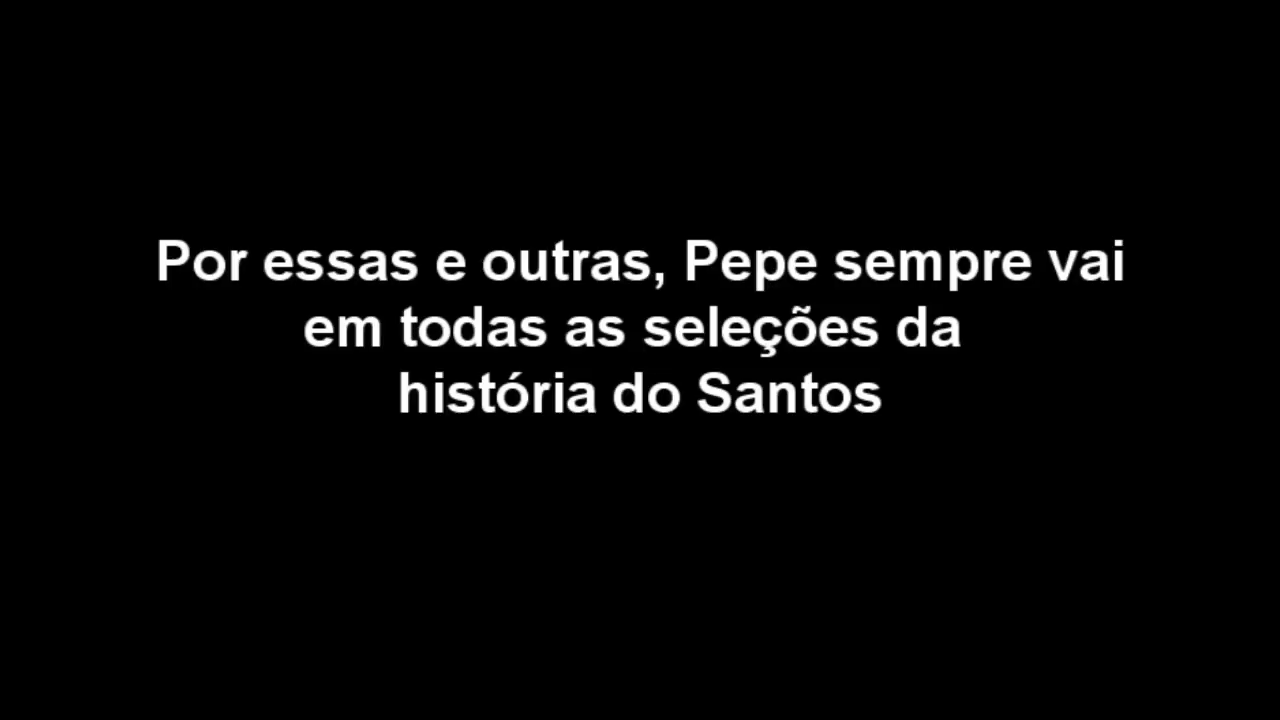 Por essas e outras, Pepe sempre vai
em todas as seleções da
história do Santos